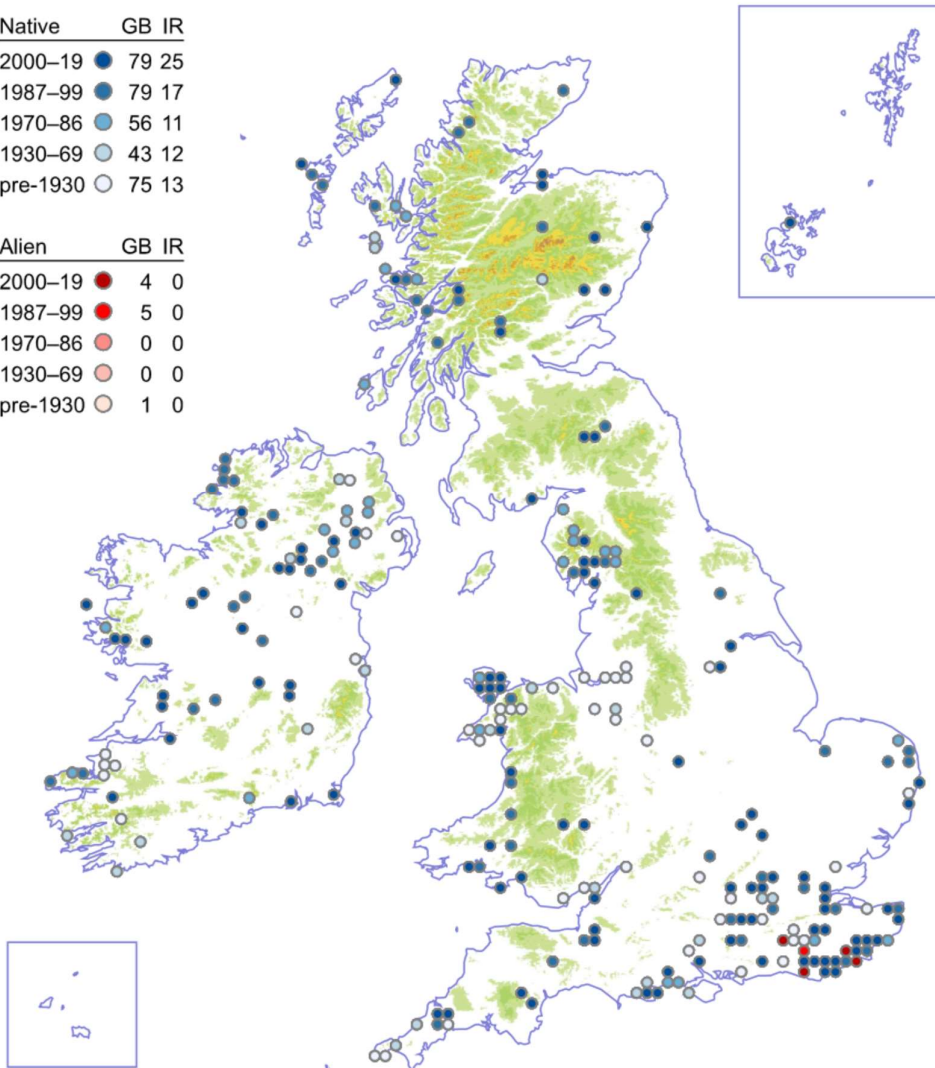 Native GB IR
2000–19 79 25
1987–99 79 17
1970–86 56 11
1930–69 43 12
pre-1930 75 13
Alien GB IR
2000–19 4 0
1987–99 5 0
1970–86 0 0
1930–69 0 0
pre-1930 1 0